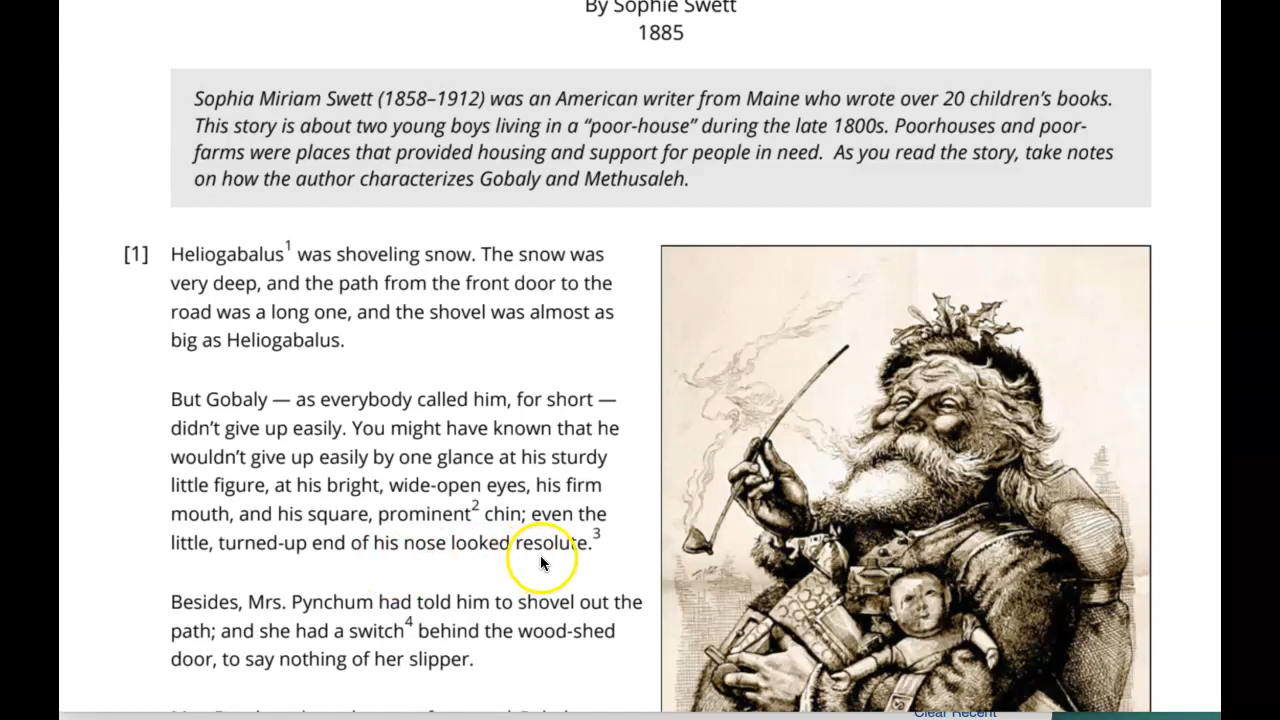 By Sophie Swett
1885
Sophia Miriam Swett (1858–1912) was an American writer from Maine who wrote over 20 children’s books.
This story is about two young boys living in a “poor-house” during the late 1800s. Poorhouses and poor-
farms were places that provided housing and support for people in need.  As you read the story, take notes
on how the author characterizes Gobaly and Methusaleh.
[1] Heliogabalus1 was shoveling snow. The snow was
very deep, and the path from the front door to the
road was a long one, and the shovel was almost as
big as Heliogabalus.
But Gobaly — as everybody called him, for short —
didn’t give up easily. You might have known that he
wouldn’t give up easily by one glance at his sturdy
little figure, at his bright, wide-open eyes, his firm
mouth, and his square, prominent2 chin; even the
little, turned-up end of his nose looked resolute.3
Besides, Mrs. Pynchum had told him to shovel out the
path; and she had a switch4 behind the wood-shed
door, to say nothing of her slipper.
Clear Recent